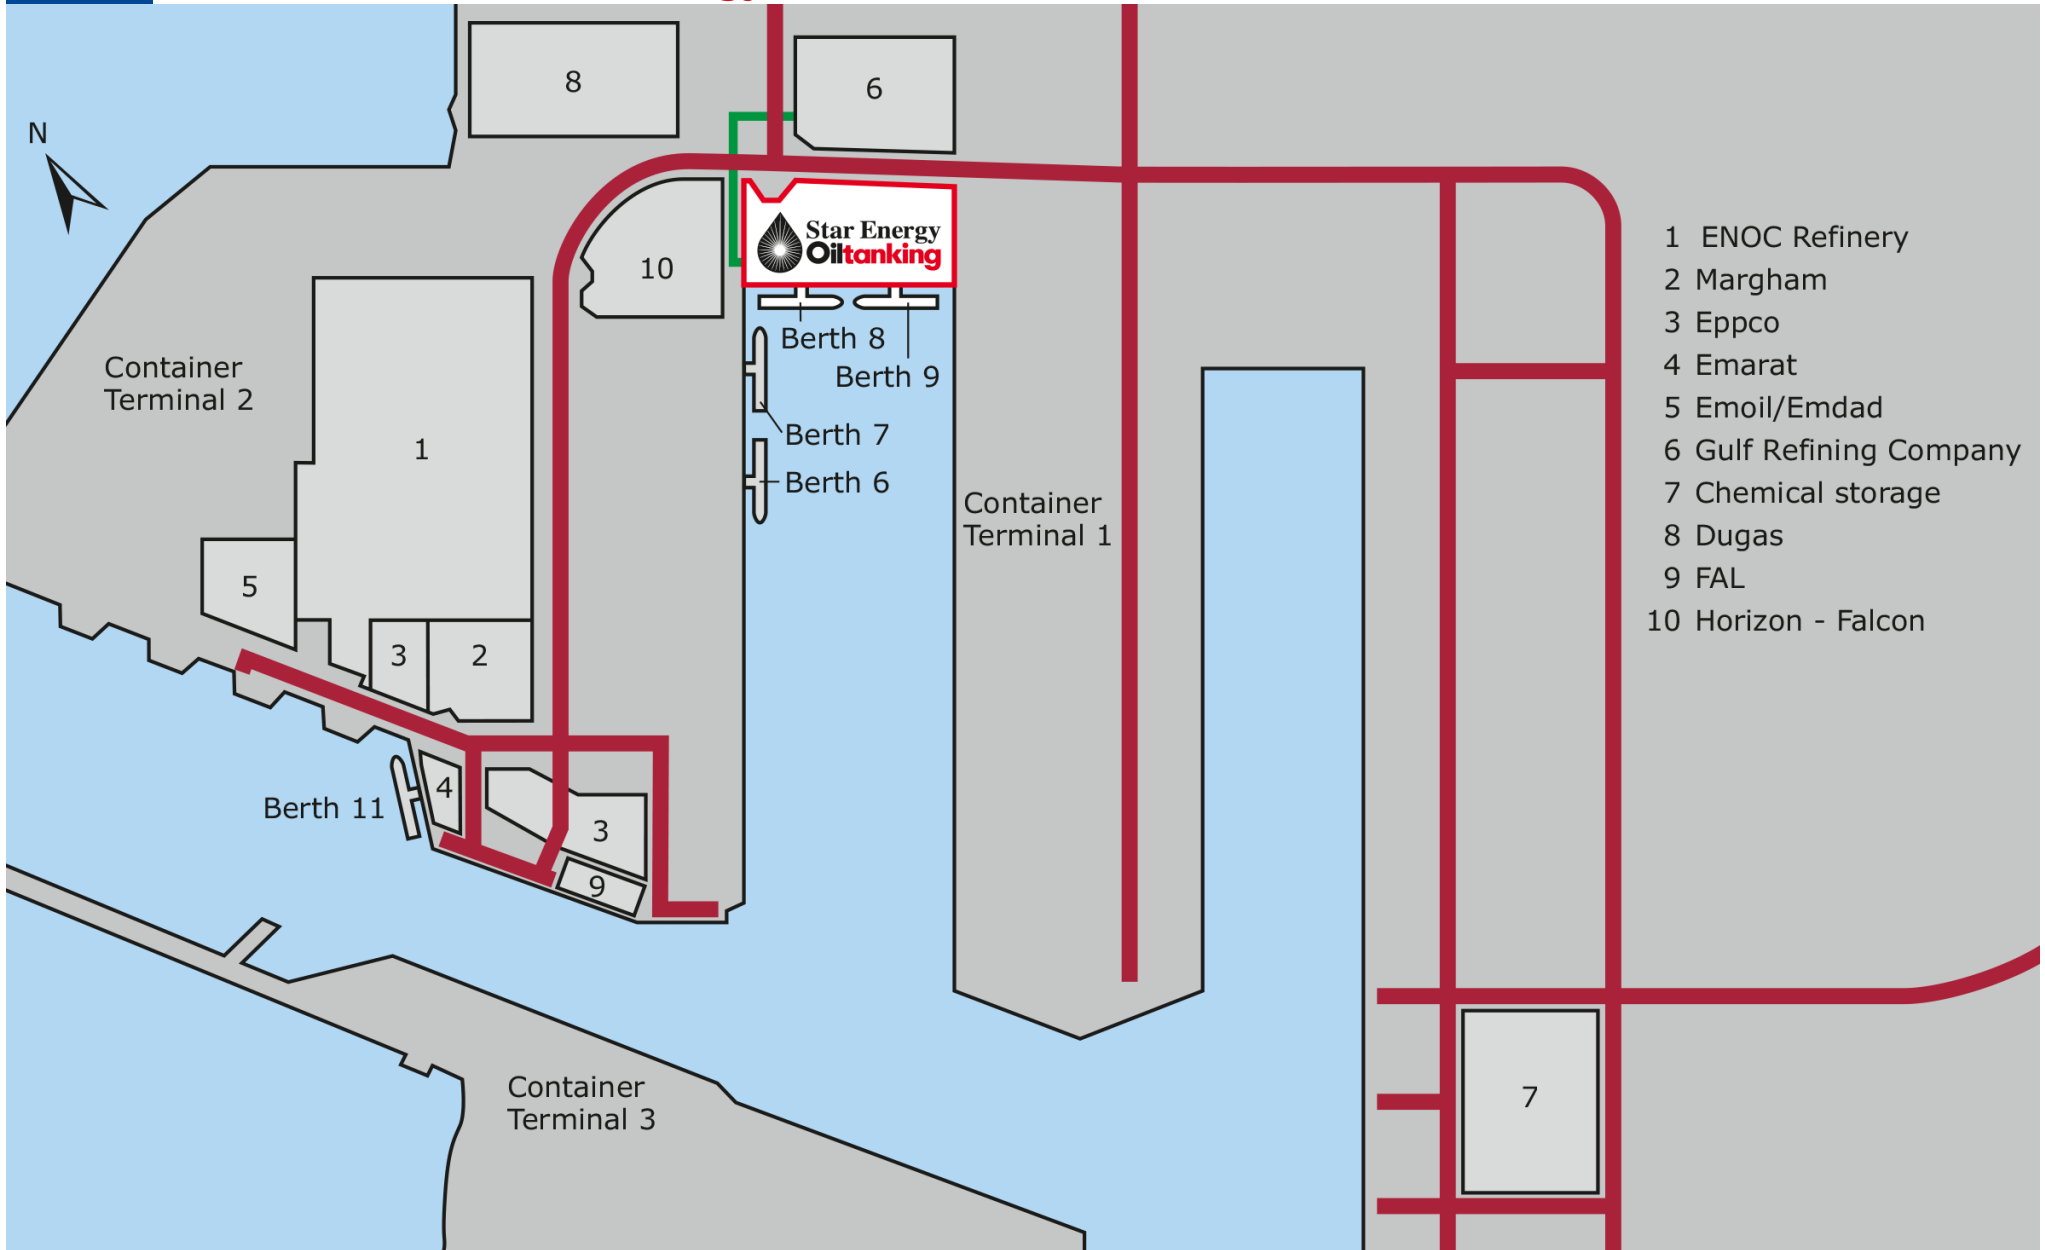 8
6
N
Star Energy
Oiltanking
10
Berth 8
Berth 9
Berth 7
Berth 6
Container
Terminal 2
1
5
3
2
Container
Terminal 1
4
Berth 11
3
9
Container
Terminal 3
7
1 ENOC Refinery
2 Margham
3 Eppco
4 Emarat
5 Emoil/Emdad
6 Gulf Refining Company
7 Chemical storage
8 Dugas
9 FAL
10 Horizon - Falcon